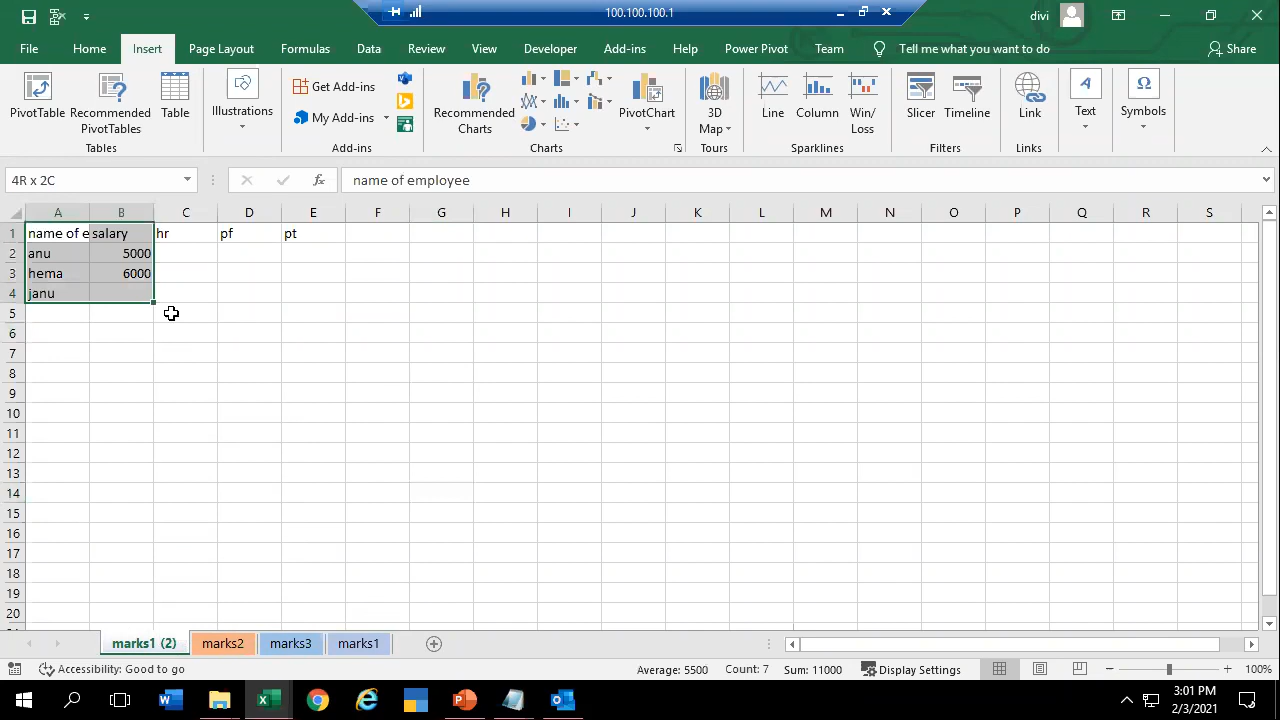 100.100.100.1
divi
File Home Insert Page Layout Formulas Data Review View Developer Add-ins Help Power Pivot Team Tell me what you want to do Share
PivotTable
Recommended
PivotTables
Table
Illustrations
Get Add-ins
My Add-ins
Recommended
Charts
PivotChart
3D
Map
Line
Column
Win/
Loss
Slicer
Timeline
Link
Text
Symbols
Tables Add-ins Charts Tours Sparklines Filters Links
4R x 2C
fx name of employee
A B C D E F G H I J K L M N O P Q R S
1 name of e salary hr pf pt
2 anu 5000
3 hema 6000
4 janu
5
6
7
8
9
10
11
12
13
14
15
16
17
18
19
20
marks1 (2) marks2 marks3 marks1
Accessibility: Good to go Average: 5500 Count: 7 Sum: 11000 Display Settings 100%
3:01 PM
2/3/2021